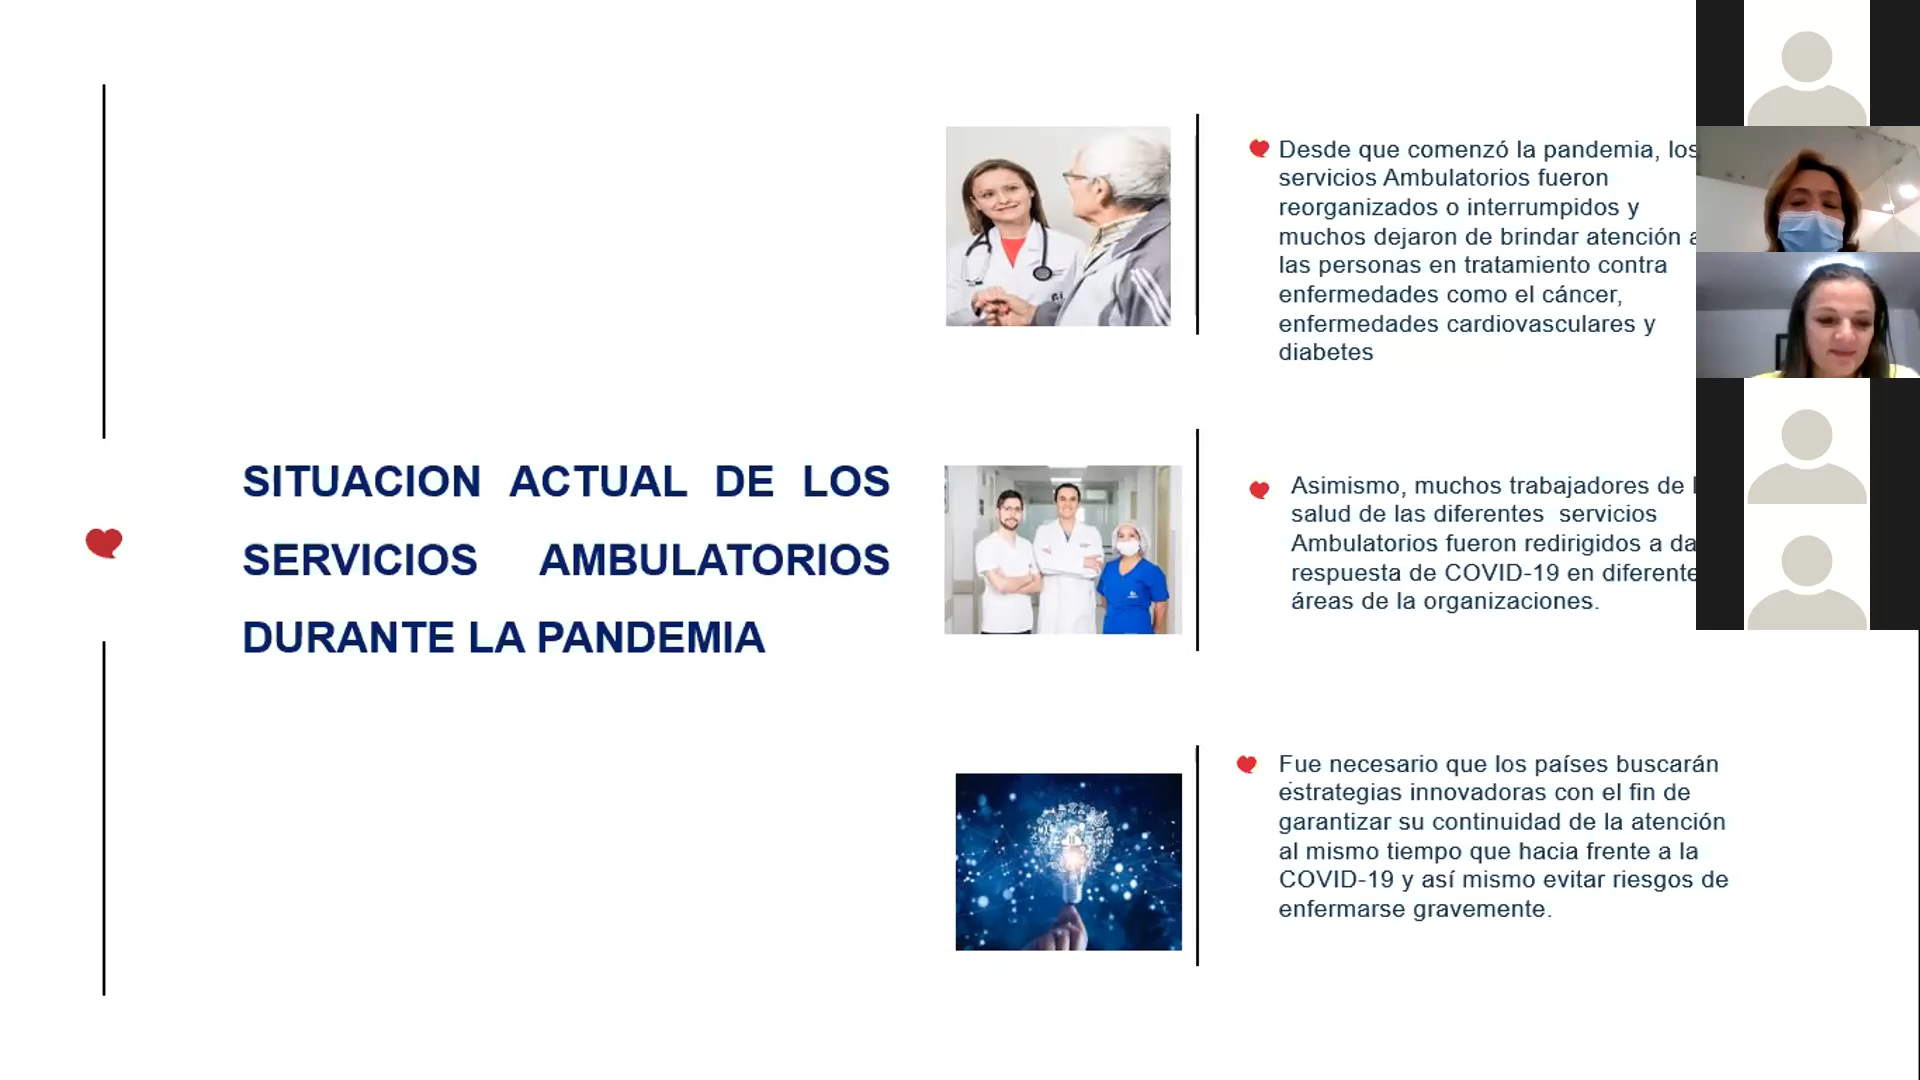 SITUACION ACTUAL DE LOS
SERVICIOS AMBULATORIOS
DURANTE LA PANDEMIA
Desde que comenzó la pandemia, los
servicios Ambulatorios fueron
reorganizados o interrumpidos y
muchos dejaron de brindar atención a
las personas en tratamiento contra
enfermedades como el cáncer,
enfermedades cardiovasculares y
diabetes
Asimismo, muchos trabajadores de
salud de las diferentes servicios
Ambulatorios fueron redirigidos a
respuesta de COVID-19 en
áreas de la organizaciones.
Fue necesario que los países buscarán
estrategias innovadoras con el fin de
garantizar su continuidad de la atención
al mismo tiempo que hacia frente a la
COVID-19 y así mismo evitar riesgos de
enfermarse gravemente.